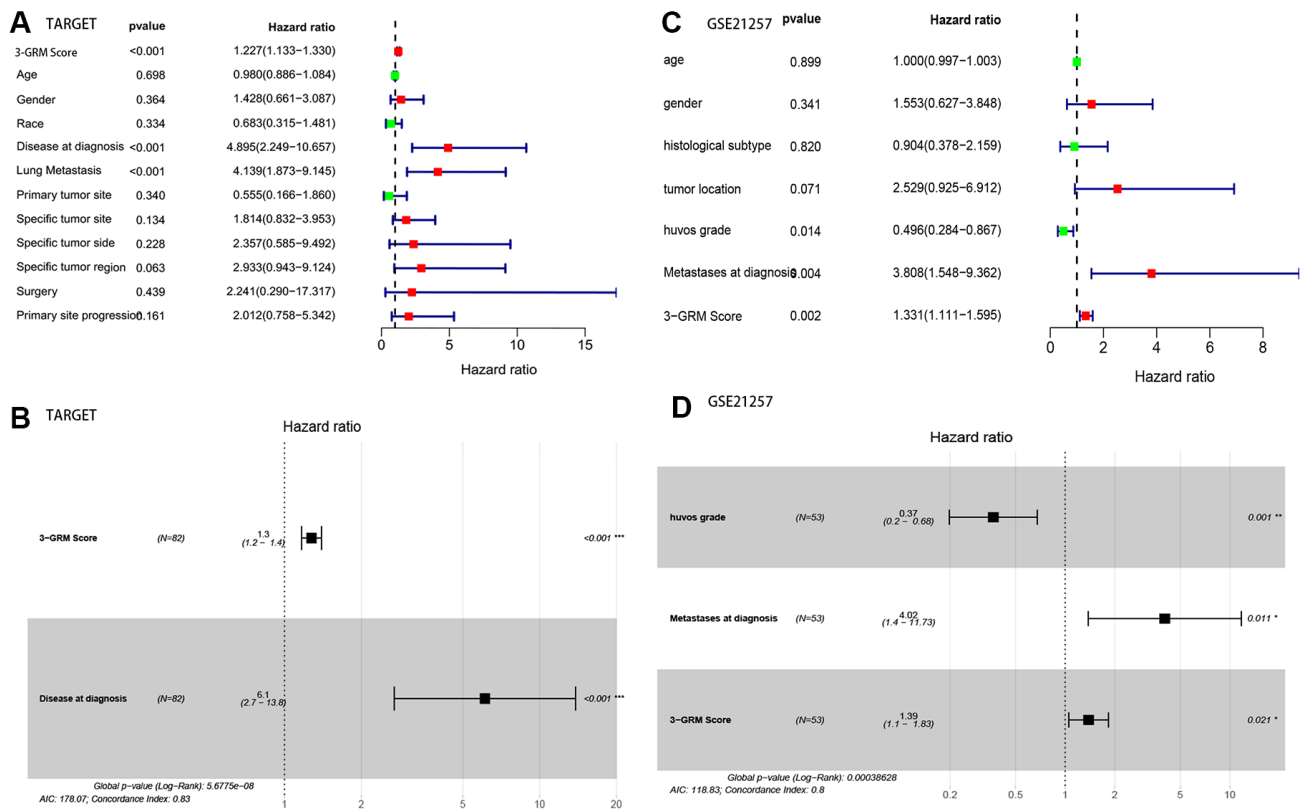 A TARGET
pvalue Hazard ratio
3-GRM Score <0.001 1.227(1.133−1.330)
Age 0.698 0.980(0.886−1.084)
Gender 0.364 1.428(0.661−3.087)
Race 0.334 0.683(0.315−1.481)
Disease at diagnosis <0.001 4.895(2.249−10.657)
Lung Metastasis <0.001 4.139(1.873−9.145)
Primary tumor site 0.340 0.555(0.166−1.860)
Specific tumor site 0.134 1.814(0.832−3.953)
Specific tumor side 0.228 2.357(0.585−9.492)
Specific tumor region 0.063 2.933(0.943−9.124)
Surgery 0.439 2.241(0.290−17.317)
Primary site progression 0.161 2.012(0.758−5.342)
0 5 10 15
Hazard ratio
C GSE21257
pvalue Hazard ratio
age 0.899 1.000(0.997−1.003)
gender 0.341 1.553(0.627−3.848)
histological subtype 0.820 0.904(0.378−2.159)
tumor location 0.071 2.529(0.925−6.912)
huvos grade 0.014 0.496(0.284−0.867)
Metastases at diagnosis 0.004 3.808(1.548−9.362)
3−GRM Score 0.002 1.331(1.111−1.595)
0 2 4 6 8
Hazard ratio
B TARGET
Hazard ratio
3−GRM Score (N=82) 1.3 <0.001 ***
(1.2 − 1.4)
Disease at diagnosis (N=82) 6.1 <0.001 ***
(2.7 − 13.8)
Global p−value (Log−Rank): 5.6775e−08
AIC: 178.07; Concordance Index: 0.83
1 2 5 10 20
D GSE21257
Hazard ratio
huvos grade (N=53) 0.37 0.001 **
(0.2 − 0.68)
Metastases at diagnosis (N=53) 4.02 0.011 *
(1.4 − 11.73)
3−GRM Score (N=53) 1.39 0.021 *
(1.1 − 1.83)
Global p−value (Log−Rank): 0.00038628
AIC: 118.83; Concordance Index: 0.8
0.2 0.5 1 2 5 10